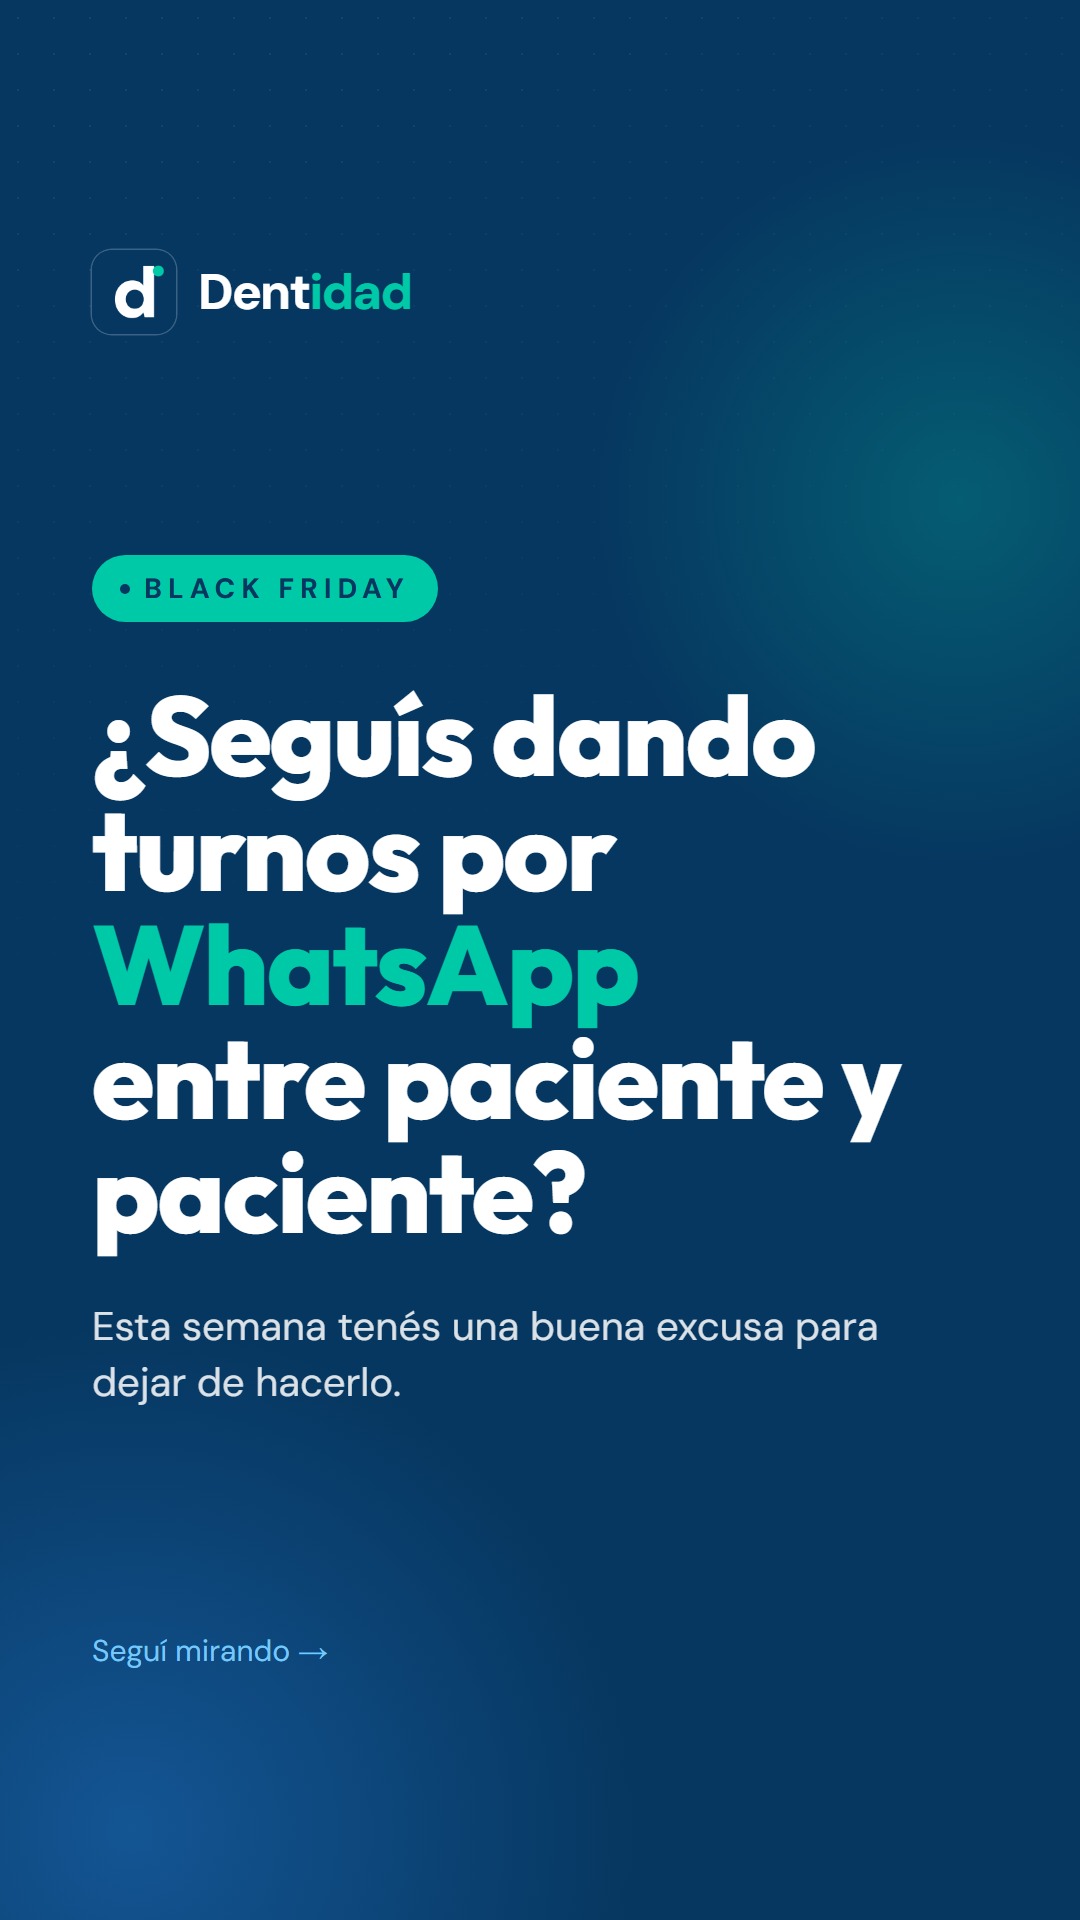 d Dentidad
• BLACK FRIDAY
¿Seguís dando
turnos por
WhatsApp
entre paciente y
paciente?
Esta semana tenés una buena excusa para
dejar de hacerlo.
Seguí mirando →